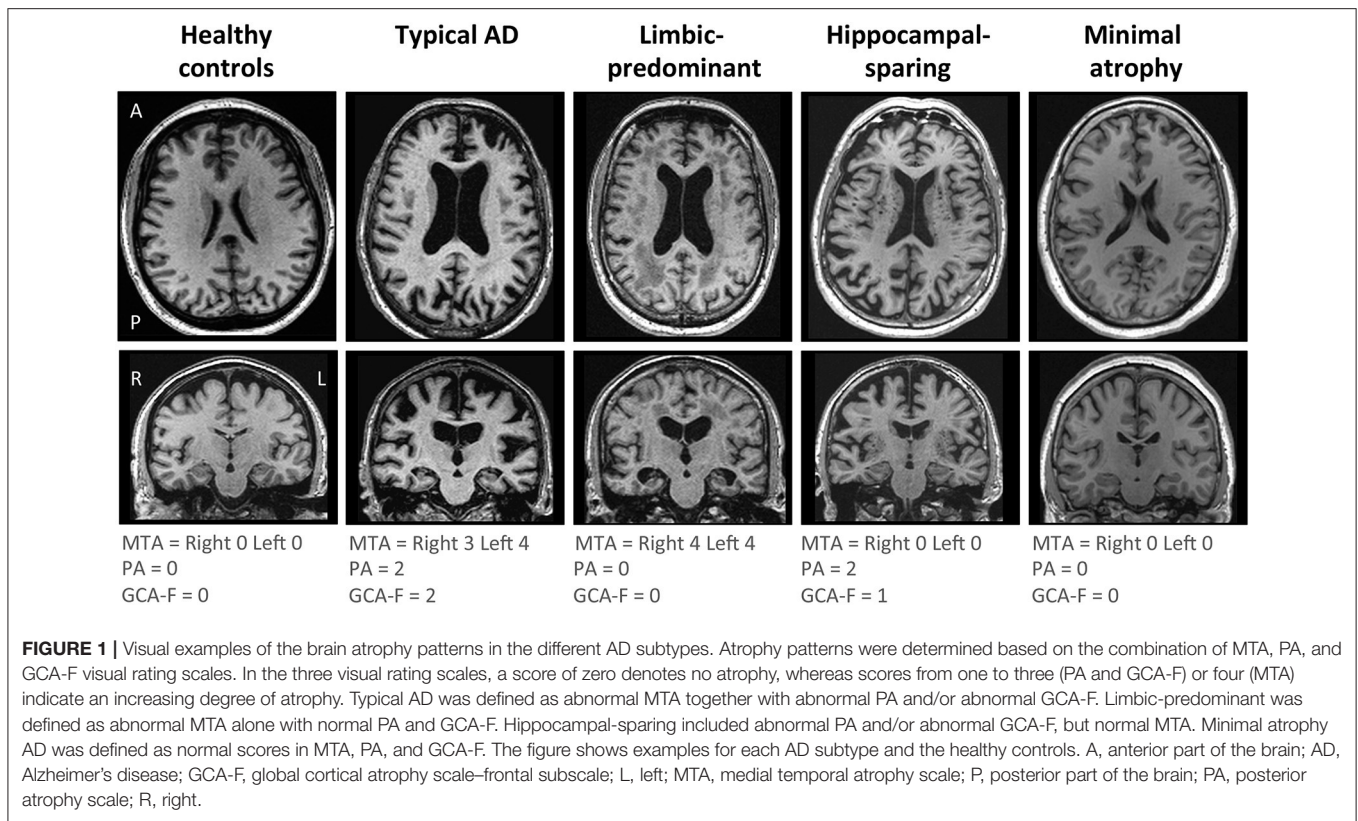 Healthy
controls
Typical AD
Limbic-
predominant
Hippocampal-
sparing
Minimal
atrophy
A
P
R
L
MTA = Right 0 Left 0
PA = 0
GCA-F = 0
MTA = Right 3 Left 4
PA = 2
GCA-F = 2
MTA = Right 4 Left 4
PA = 0
GCA-F = 0
MTA = Right 0 Left 0
PA = 2
GCA-F = 1
MTA = Right 0 Left 0
PA = 0
GCA-F = 0
FIGURE 1 | Visual examples of the brain atrophy patterns in the different AD subtypes. Atrophy patterns were determined based on the combination of MTA, PA, and
GCA-F visual rating scales. In the three visual rating scales, a score of zero denotes no atrophy, whereas scores from one to three (PA and GCA-F) or four (MTA)
indicate an increasing degree of atrophy. Typical AD was defined as abnormal MTA together with abnormal PA and/or abnormal GCA-F. Limbic-predominant was
defined as abnormal MTA alone with normal PA and GCA-F. Hippocampal-sparing included abnormal PA and/or abnormal GCA-F, but normal MTA. Minimal atrophy
AD was defined as normal scores in MTA, PA, and GCA-F. The figure shows examples for each AD subtype and the healthy controls. A, anterior part of the brain; AD,
Alzheimer's disease; GCA-F, global cortical atrophy scale–frontal subscale; L, left; MTA, medial temporal atrophy scale; P, posterior part of the brain; PA, posterior
atrophy scale; R, right.